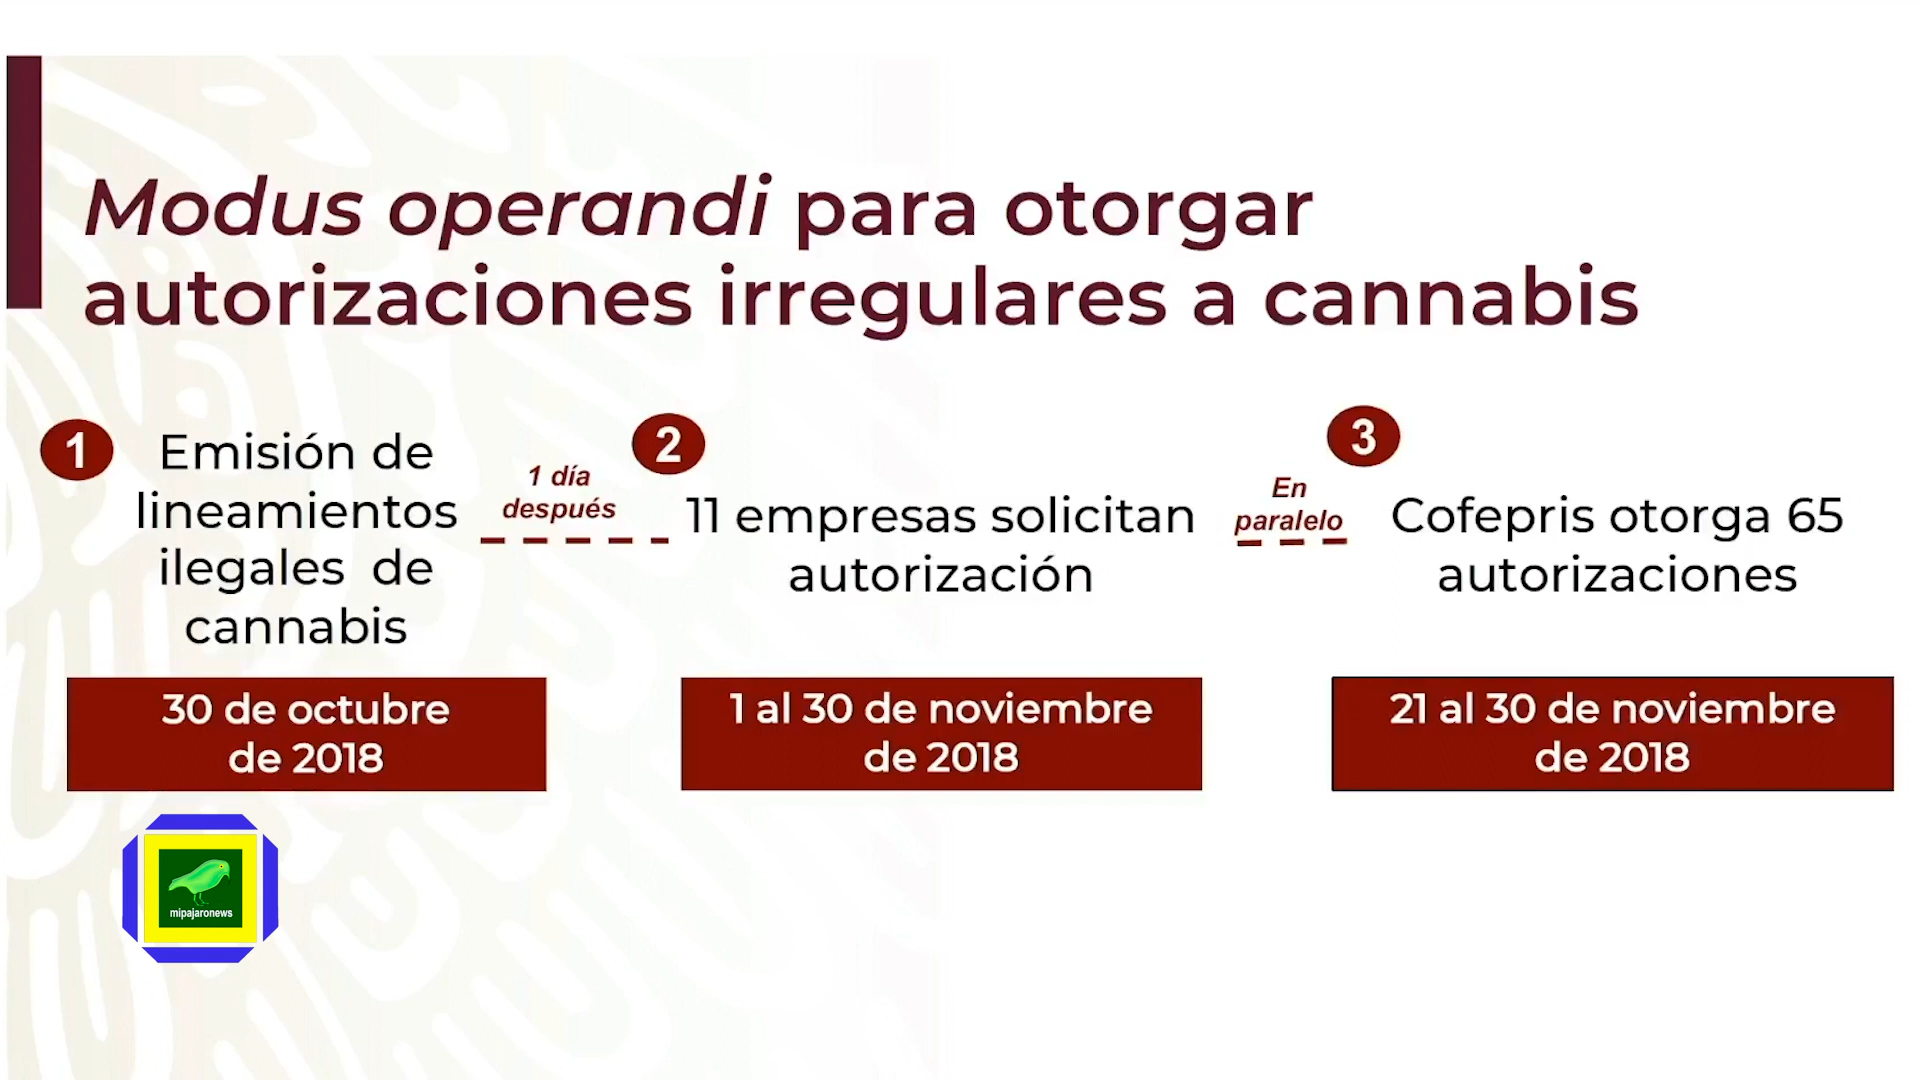 Modus operandi para otorgar
autorizaciones irregulares a cannabis
1
Emisión de
lineamientos
ilegales de
cannabis
1 día
después
2
11 empresas solicitan
autorización
En
paralelo
3
Cofepris otorga 65
autorizaciones
30 de octubre
de 2018
1 al 30 de noviembre
de 2018
21 al 30 de noviembre
de 2018
mipajaronews